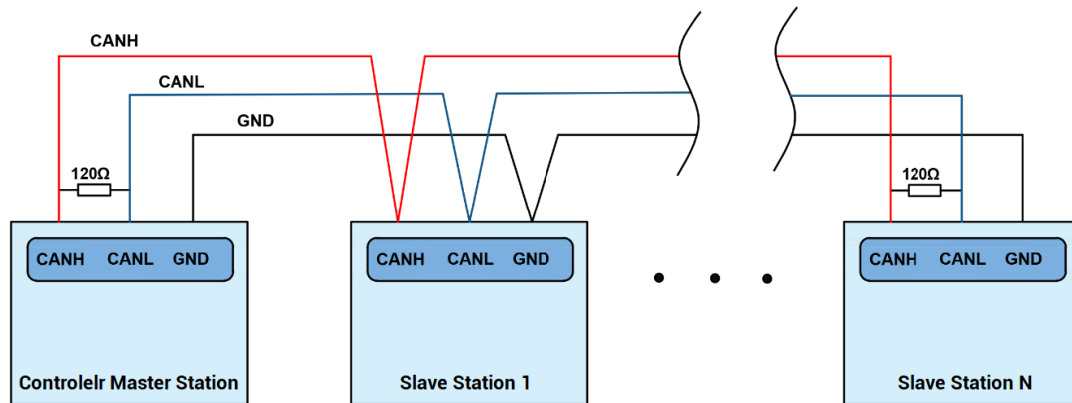 CANH
CANL
GND
120Ω
120Ω
CANH CANL GND
CANH CANL GND
CANH CANL GND
Controlelr Master Station
Slave Station 1
Slave Station N